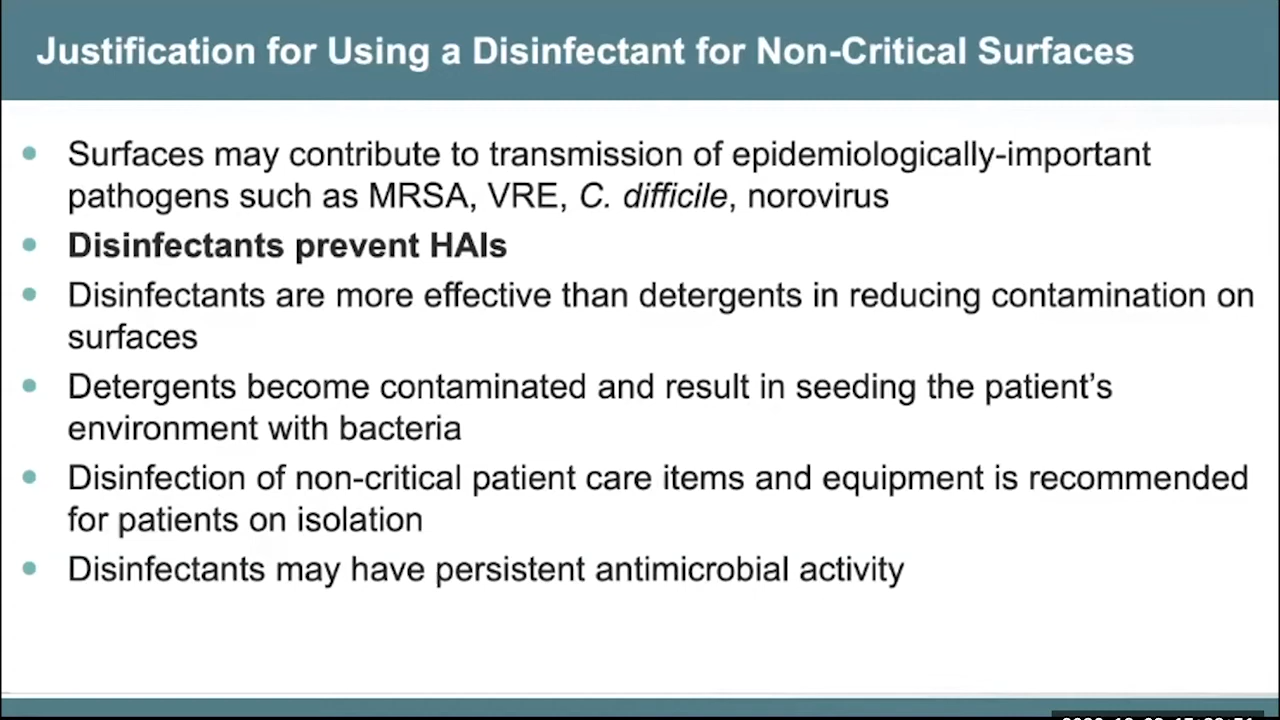 Justification for Using a Disinfectant for Non-Critical Surfaces
• Surfaces may contribute to transmission of epidemiologically-important
pathogens such as MRSA, VRE, C. difficile, norovirus
• Disinfectants prevent HAIs
• Disinfectants are more effective than detergents in reducing contamination on
surfaces
• Detergents become contaminated and result in seeding the patient’s
environment with bacteria
• Disinfection of non-critical patient care items and equipment is recommended
for patients on isolation
• Disinfectants may have persistent antimicrobial activity